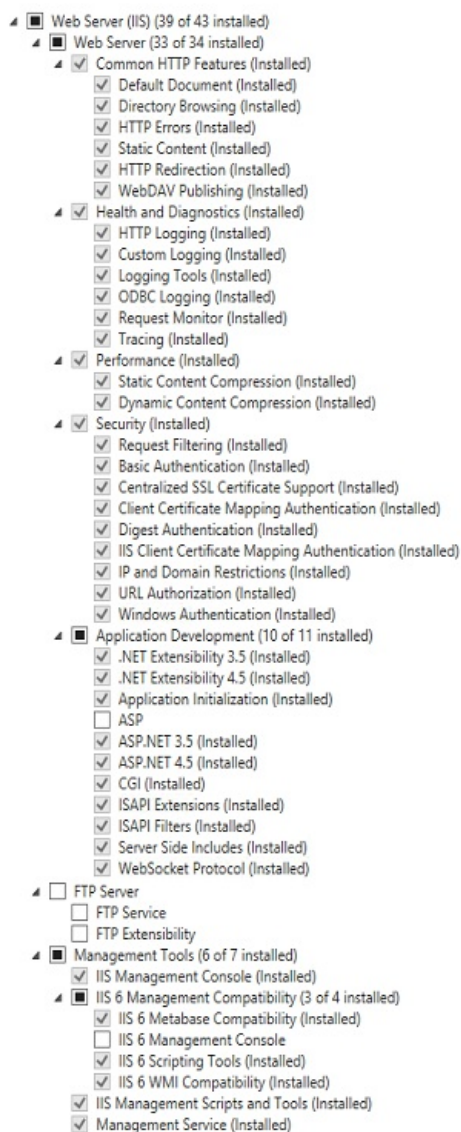 Web Server (IIS) (39 of 43 installed)
Web Server (33 of 34 installed)
Common HTTP Features (Installed)
Default Document (Installed)
Directory Browsing (Installed)
HTTP Errors (Installed)
Static Content (Installed)
HTTP Redirection (Installed)
WebDAV Publishing (Installed)
Health and Diagnostics (Installed)
HTTP Logging (Installed)
Custom Logging (Installed)
Logging Tools (Installed)
ODBC Logging (Installed)
Request Monitor (Installed)
Tracing (Installed)
Performance (Installed)
Static Content Compression (Installed)
Dynamic Content Compression (Installed)
Security (Installed)
Request Filtering (Installed)
Basic Authentication (Installed)
Centralized SSL Certificate Support (Installed)
Client Certificate Mapping Authentication (Installed)
Digest Authentication (Installed)
IIS Client Certificate Mapping Authentication (Installed)
IP and Domain Restrictions (Installed)
URL Authorization (Installed)
Windows Authentication (Installed)
Application Development (10 of 11 installed)
.NET Extensibility 3.5 (Installed)
.NET Extensibility 4.5 (Installed)
Application Initialization (Installed)
ASP
ASP.NET 3.5 (Installed)
ASP.NET 4.5 (Installed)
CGI (Installed)
ISAPI Extensions (Installed)
ISAPI Filters (Installed)
Server Side Includes (Installed)
WebSocket Protocol (Installed)
FTP Server
FTP Service
FTP Extensibility
Management Tools (6 of 7 installed)
IIS Management Console (Installed)
IIS 6 Management Compatibility (3 of 4 installed)
IIS 6 Metabase Compatibility (Installed)
IIS 6 Management Console
IIS 6 Scripting Tools (Installed)
IIS 6 WMI Compatibility (Installed)
IIS Management Scripts and Tools (Installed)
Management Service (Installed)